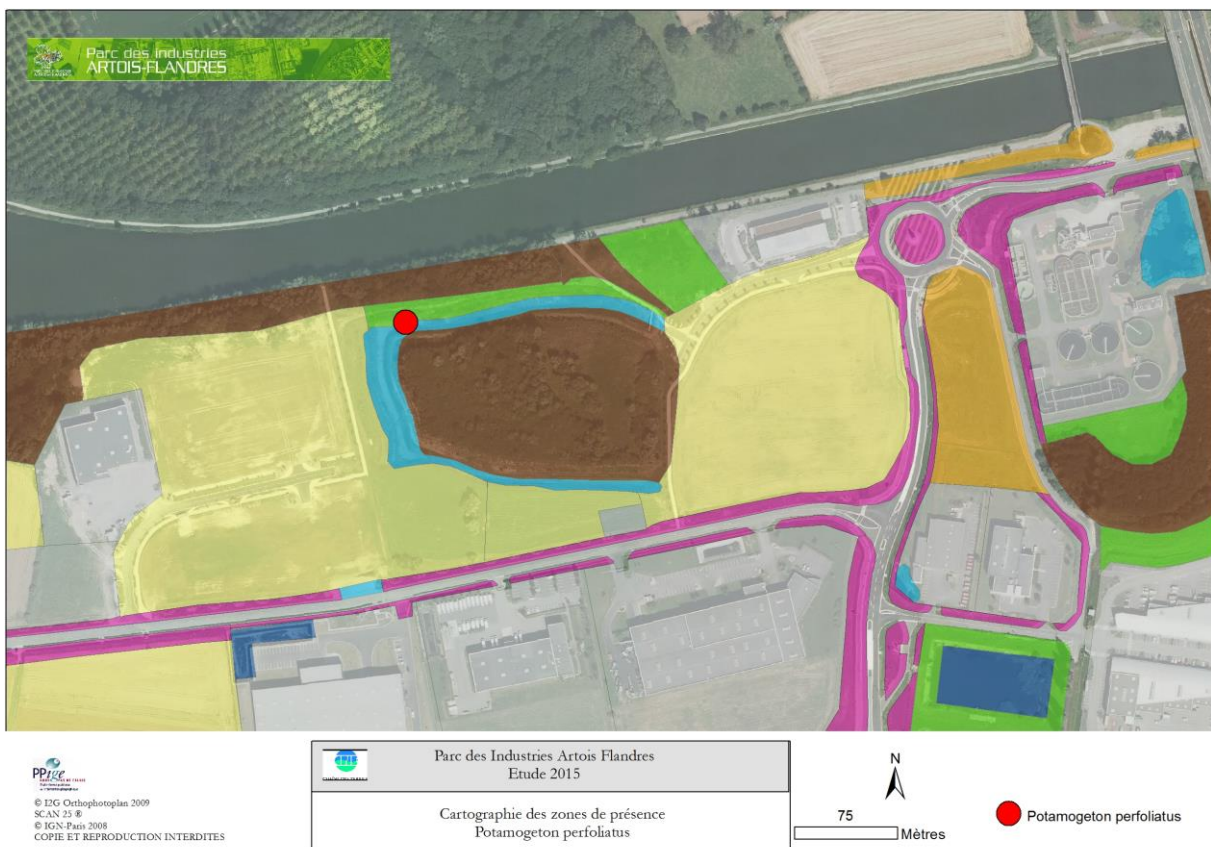 Parc des industries
ARTOIS-FLANDRES
PPige
© I2G Orthophotoplan 2009
SCAN 25 ®
© IGN-Paris 2008
COPIE ET REPRODUCTION INTERDITES
Parc des Industries Artois Flandres
Etude 2015
Cartographie des zones de présence
Potamogeton perfoliatus
N
75
Mètres
Potamogeton perfoliatus